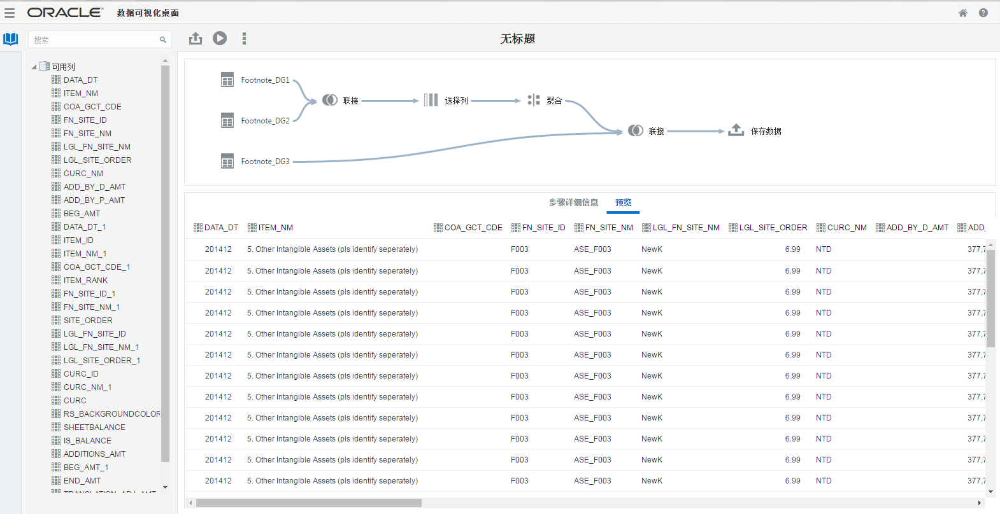 ORACLE 数据可视化桌面
搜索
无标题
可用列
DATA_DT
ITEM_NM
COA_GCT_CDE
FN_SITE_ID
FN_SITE_NM
LGL_FN_SITE_NM
LGL_SITE_ORDER
CURC_NM
ADD_BY_D_AMT
ADD_BY_P_AMT
BEG_AMT
DATA_DT_1
ITEM_ID
ITEM_NM_1
COA_GCT_CDE_1
ITEM_RANK
FN_SITE_ID_1
FN_SITE_NM_1
SITE_ORDER
LGL_FN_SITE_ID
LGL_FN_SITE_NM_1
LGL_SITE_ORDER_1
CURC_ID
CURC_NM_1
CURC
RS_BACKGROUNDCOLOR
SHEETBALANCE
IS_BALANCE
ADDITIONS_AMT
BEG_AMT_1
END_AMT
TRANSLATION_ADJ_AMT
Footnote_DG1
Footnote_DG2
Footnote_DG3
联接
选择列
聚合
联接
保存数据
步骤详细信息 预览
DATA_DT ITEM_NM COA_GCT_CDE FN_SITE_ID FN_SITE_NM LGL_FN_SITE_NM LGL_SITE_ORDER CURC_NM ADD_BY_D_AMT ADD_
201412 5. Other Intangible Assets (pls identify seperately) F003 ASE_F003 NewK 6.99 NTD 377,7
201412 5. Other Intangible Assets (pls identify seperately) F003 ASE_F003 NewK 6.99 NTD 377,7
201412 5. Other Intangible Assets (pls identify seperately) F003 ASE_F003 NewK 6.99 NTD 377,7
201412 5. Other Intangible Assets (pls identify seperately) F003 ASE_F003 NewK 6.99 NTD 377,7
201412 5. Other Intangible Assets (pls identify seperately) F003 ASE_F003 NewK 6.99 NTD 377,7
201412 5. Other Intangible Assets (pls identify seperately) F003 ASE_F003 NewK 6.99 NTD 377,7
201412 5. Other Intangible Assets (pls identify seperately) F003 ASE_F003 NewK 6.99 NTD 377,7
201412 5. Other Intangible Assets (pls identify seperately) F003 ASE_F003 NewK 6.99 NTD 377,7
201412 5. Other Intangible Assets (pls identify seperately) F003 ASE_F003 NewK 6.99 NTD 377,7
201412 5. Other Intangible Assets (pls identify seperately) F003 ASE_F003 NewK 6.99 NTD 377,7
201412 5. Other Intangible Assets (pls identify seperately) F003 ASE_F003 NewK 6.99 NTD 377,7
201412 5. Other Intangible Assets (pls identify seperately) F003 ASE_F003 NewK 6.99 NTD 377,7